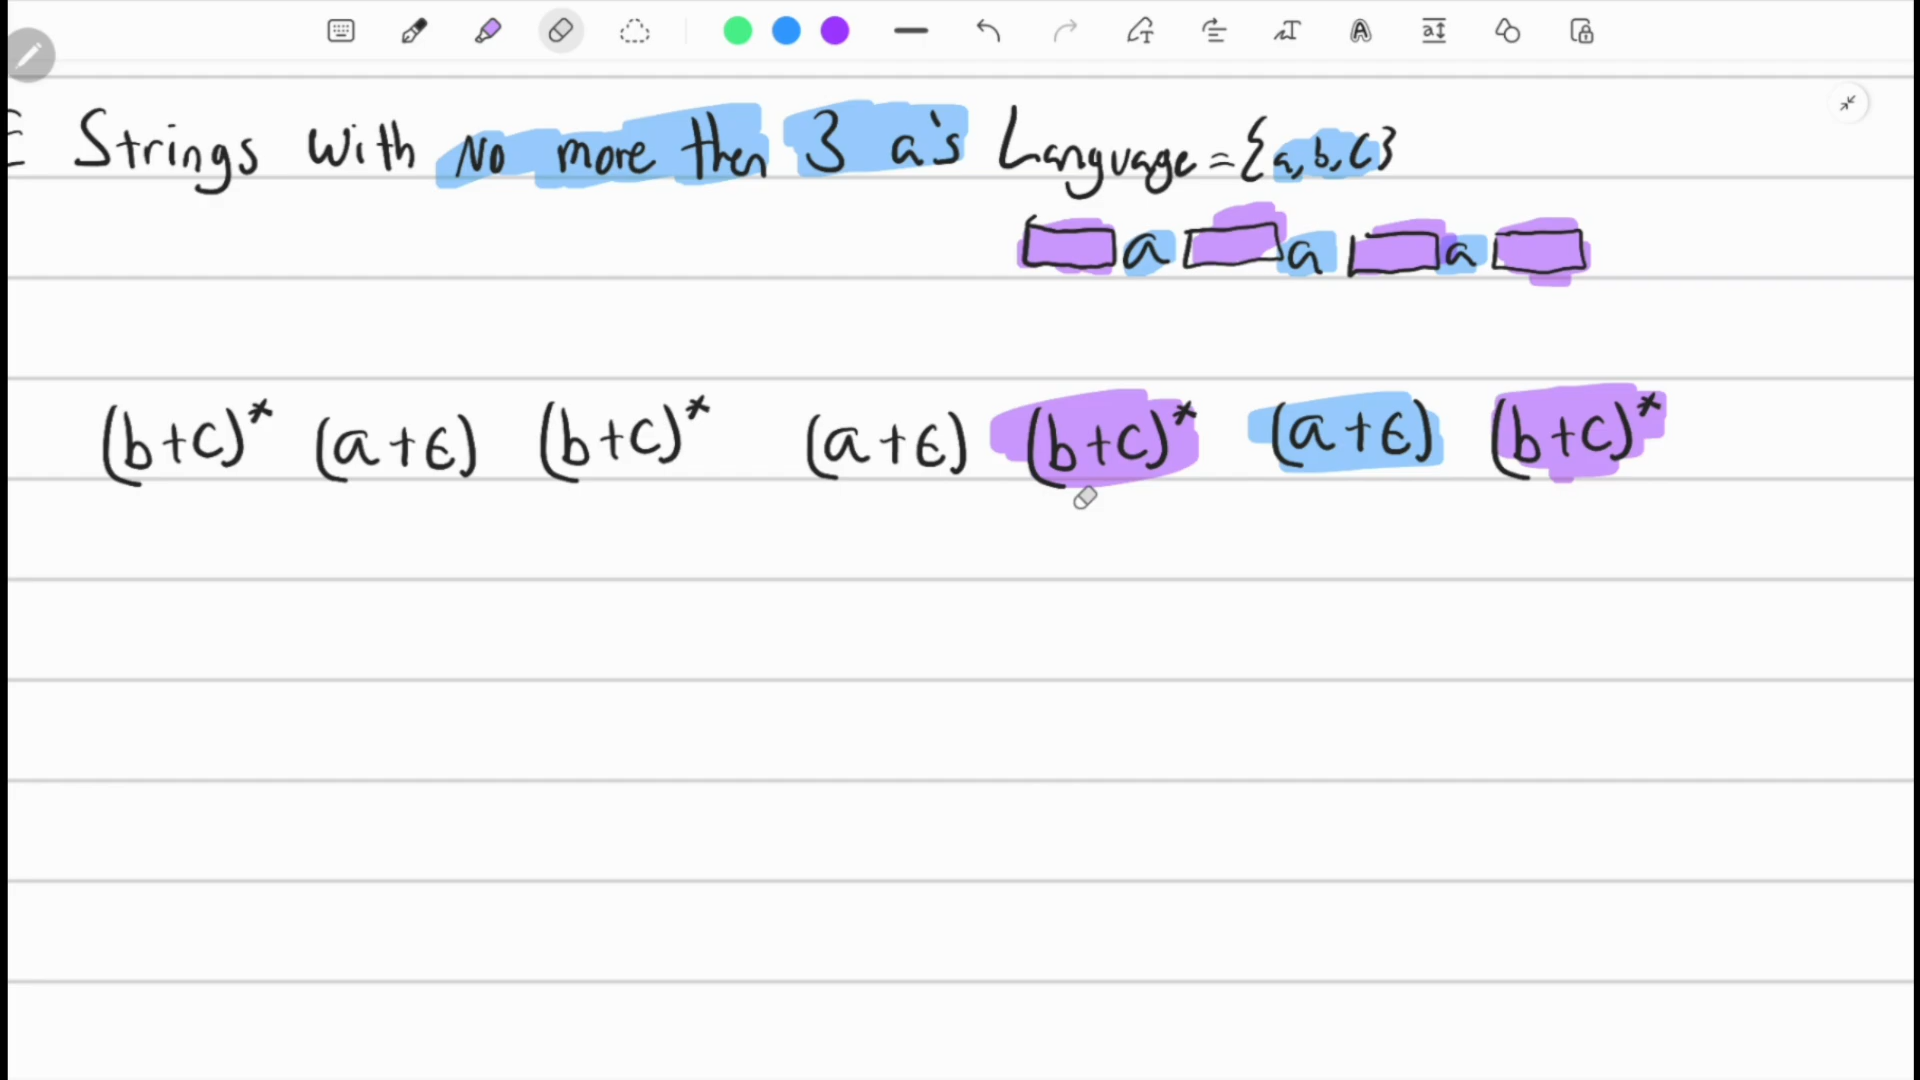 E Strings with No more then 3 a's Language={a,b,c}
a a a
(b+c)* (a+ϵ) (b+c)* (a+ϵ) (b+c)* (a+ϵ) (b+c)*